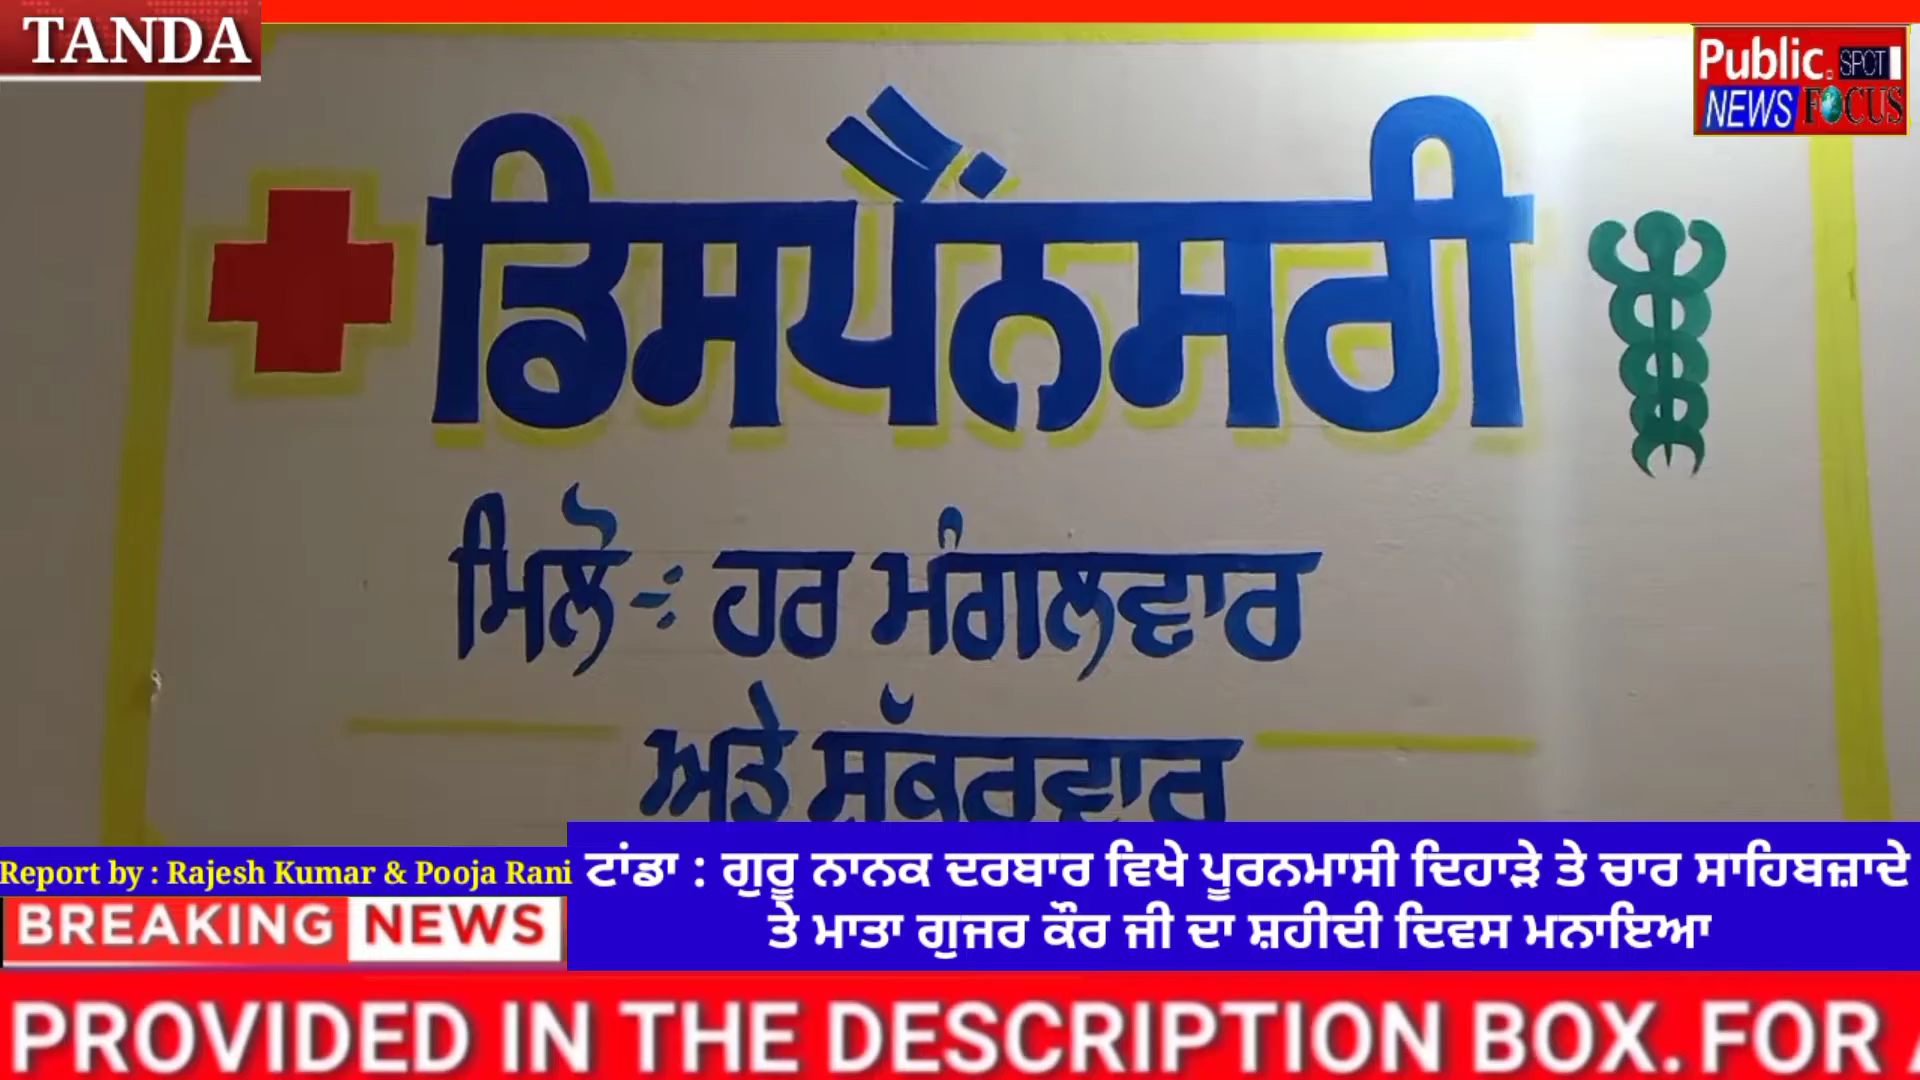 TANDA
Public. SPOT
NEWS FOCUS
ਡਿਸਪੈਂਨਸਰੀ
ਮਿਲੋ -: ਹਰ ਮੰਗਲਵਾਰ
ਅਤੇ ਸ਼ੁੱਕਰਵਾਰ
Report by : Rajesh Kumar & Pooja Rani
BREAKING NEWS
ਟਾਂਡਾ : ਗੁਰੂ ਨਾਨਕ ਦਰਬਾਰ ਵਿਖੇ ਪੂਰਨਮਾਸੀ ਦਿਹਾੜੇ ਤੇ ਚਾਰ ਸਾਹਿਬਜ਼ਾਦੇ
ਤੇ ਮਾਤਾ ਗੁਜਰ ਕੌਰ ਜੀ ਦਾ ਸ਼ਹੀਦੀ ਦਿਵਸ ਮਨਾਇਆ
PROVIDED IN THE DESCRIPTION BOX. FOR